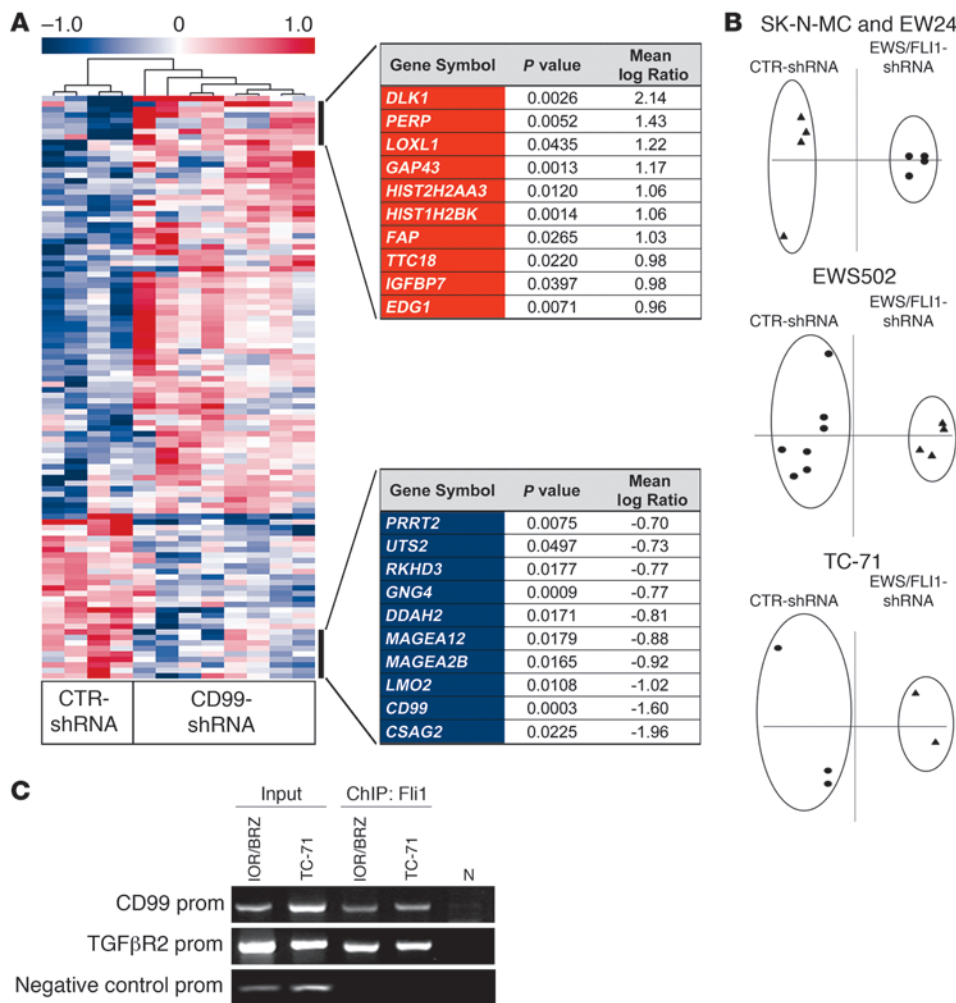 A
−1.0 0 1.0
Gene Symbol P value Mean log Ratio
DLK1 0.0026 2.14
PERP 0.0052 1.43
LOXL1 0.0435 1.22
GAP43 0.0013 1.17
HIST2H2AA3 0.0120 1.06
HIST1H2BK 0.0014 1.06
FAP 0.0265 1.03
TTC18 0.0220 0.98
IGFBP7 0.0397 0.98
EDG1 0.0071 0.96
Gene Symbol P value Mean log Ratio
PRRT2 0.0075 -0.70
UTS2 0.0497 -0.73
RKHD3 0.0177 -0.77
GNG4 0.0009 -0.77
DDAH2 0.0171 -0.81
MAGEA12 0.0179 -0.88
MAGEA2B 0.0165 -0.92
LMO2 0.0108 -1.02
CD99 0.0003 -1.60
CSAG2 0.0225 -1.96
CTR-
shRNA
CD99-
shRNA
B
SK-N-MC and EW24
CTR-shRNA
EWS/FLI1-
shRNA
EWS502
CTR-shRNA
EWS/FLI1-
shRNA
TC-71
CTR-shRNA
EWS/FLI1-
shRNA
C
Input ChIP: Fli1
IOR/BRZ TC-71 IOR/BRZ TC-71 N
CD99 prom
TGFβR2 prom
Negative control prom